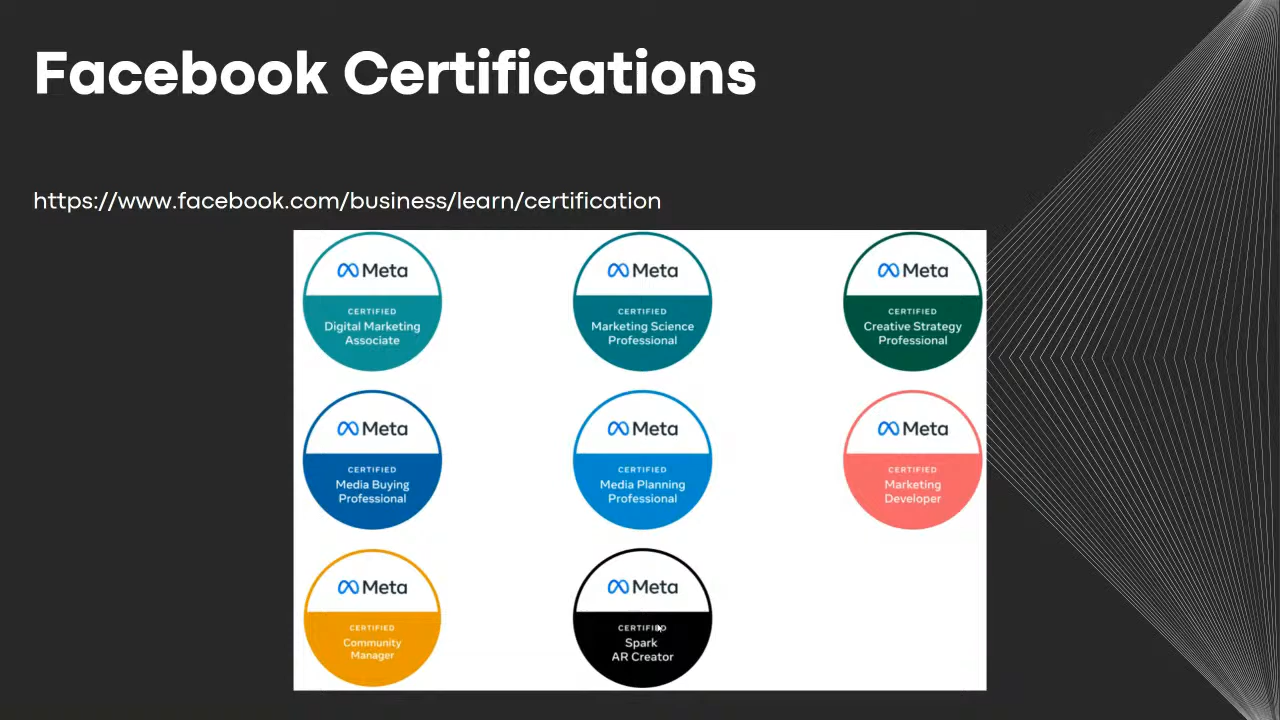 Facebook Certifications
https://www.facebook.com/business/learn/certification
Meta
CERTIFIED
Digital Marketing
Associate
Meta
CERTIFIED
Marketing Science
Professional
Meta
CERTIFIED
Creative Strategy
Professional
Meta
CERTIFIED
Media Buying
Professional
Meta
CERTIFIED
Media Planning
Professional
Meta
CERTIFIED
Marketing
Developer
Meta
CERTIFIED
Community
Manager
Meta
CERTIFIED
Spark
AR Creator